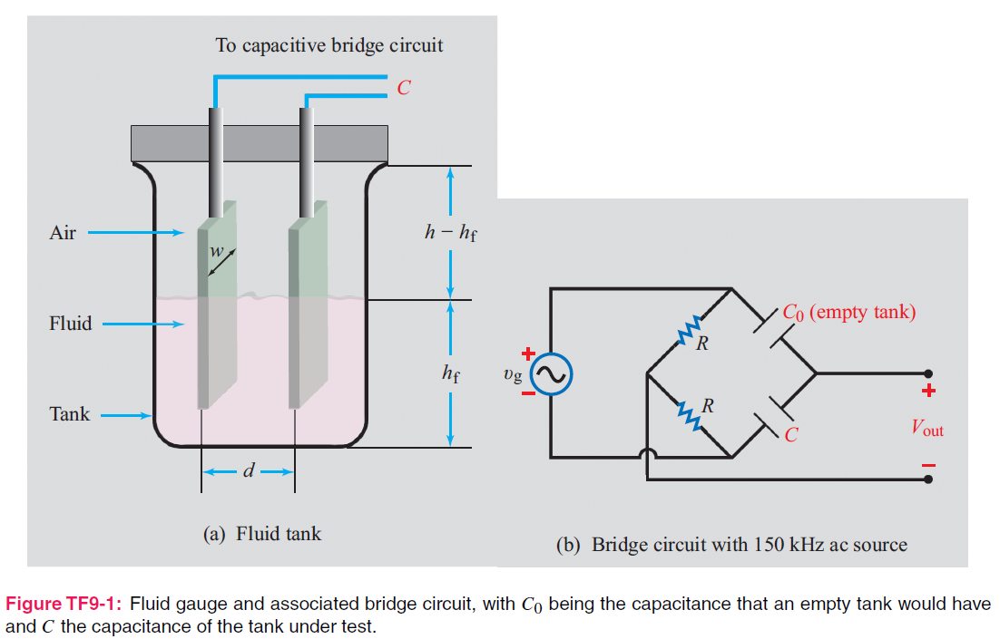 To capacitive bridge circuit
C
Air
w
h − hf
Fluid
hf
Tank
d
(a) Fluid tank
C0 (empty tank)
R
+
υg
−
R
C
+
Vout
−
(b) Bridge circuit with 150 kHz ac source
Figure TF9-1: Fluid gauge and associated bridge circuit, with C0 being the capacitance that an empty tank would have
and C the capacitance of the tank under test.